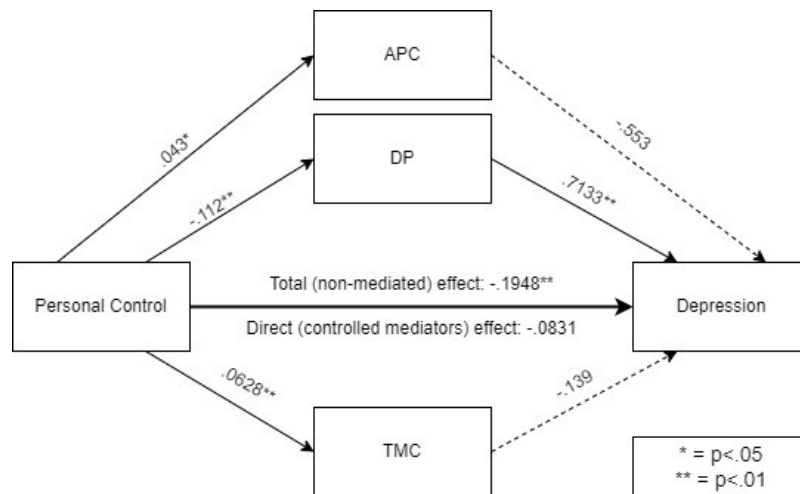 APC
.043*
-.553
DP
-.112**
.7133**
Total (non-mediated) effect: -.1948**
Personal Control
Depression
Direct (controlled mediators) effect: -.0831
.0628**
-.139
TMC
* = p<.05
** = p<.01